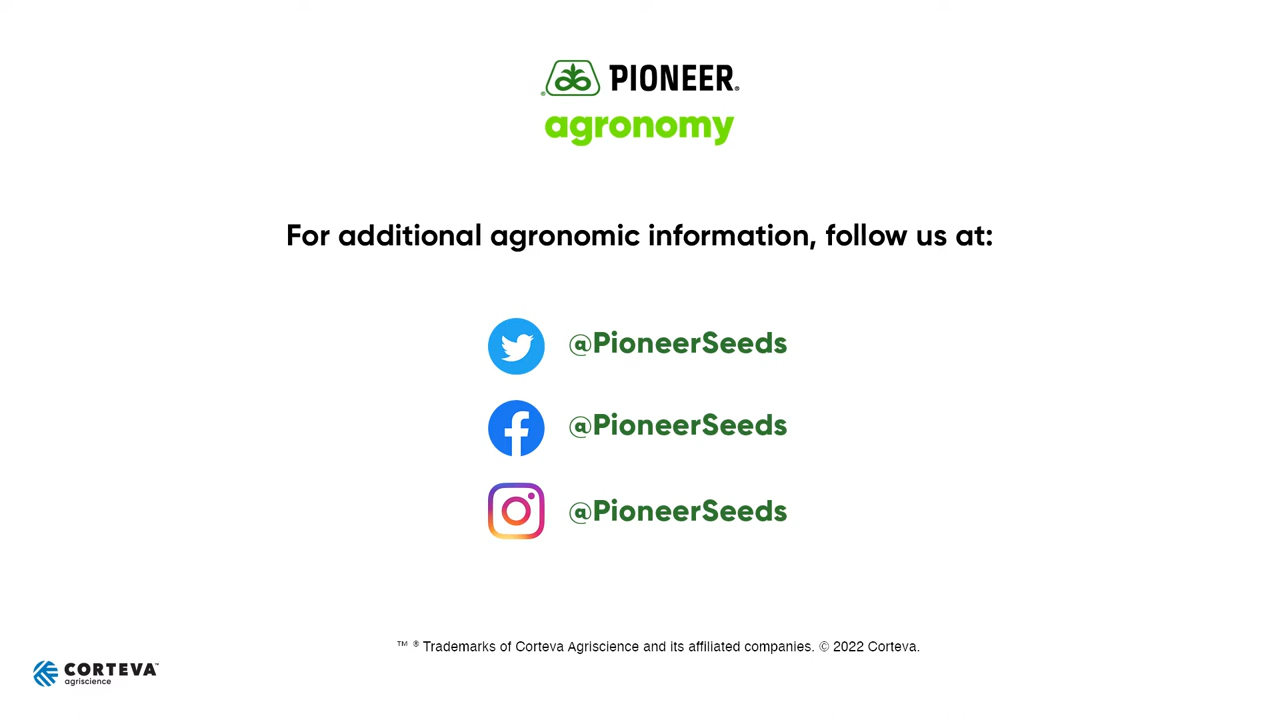 PIONEER®
agronomy
For additional agronomic information, follow us at:
@PioneerSeeds
@PioneerSeeds
@PioneerSeeds
™ ® Trademarks of Corteva Agriscience and its affiliated companies. © 2022 Corteva.
CORTEVA™
agriscience